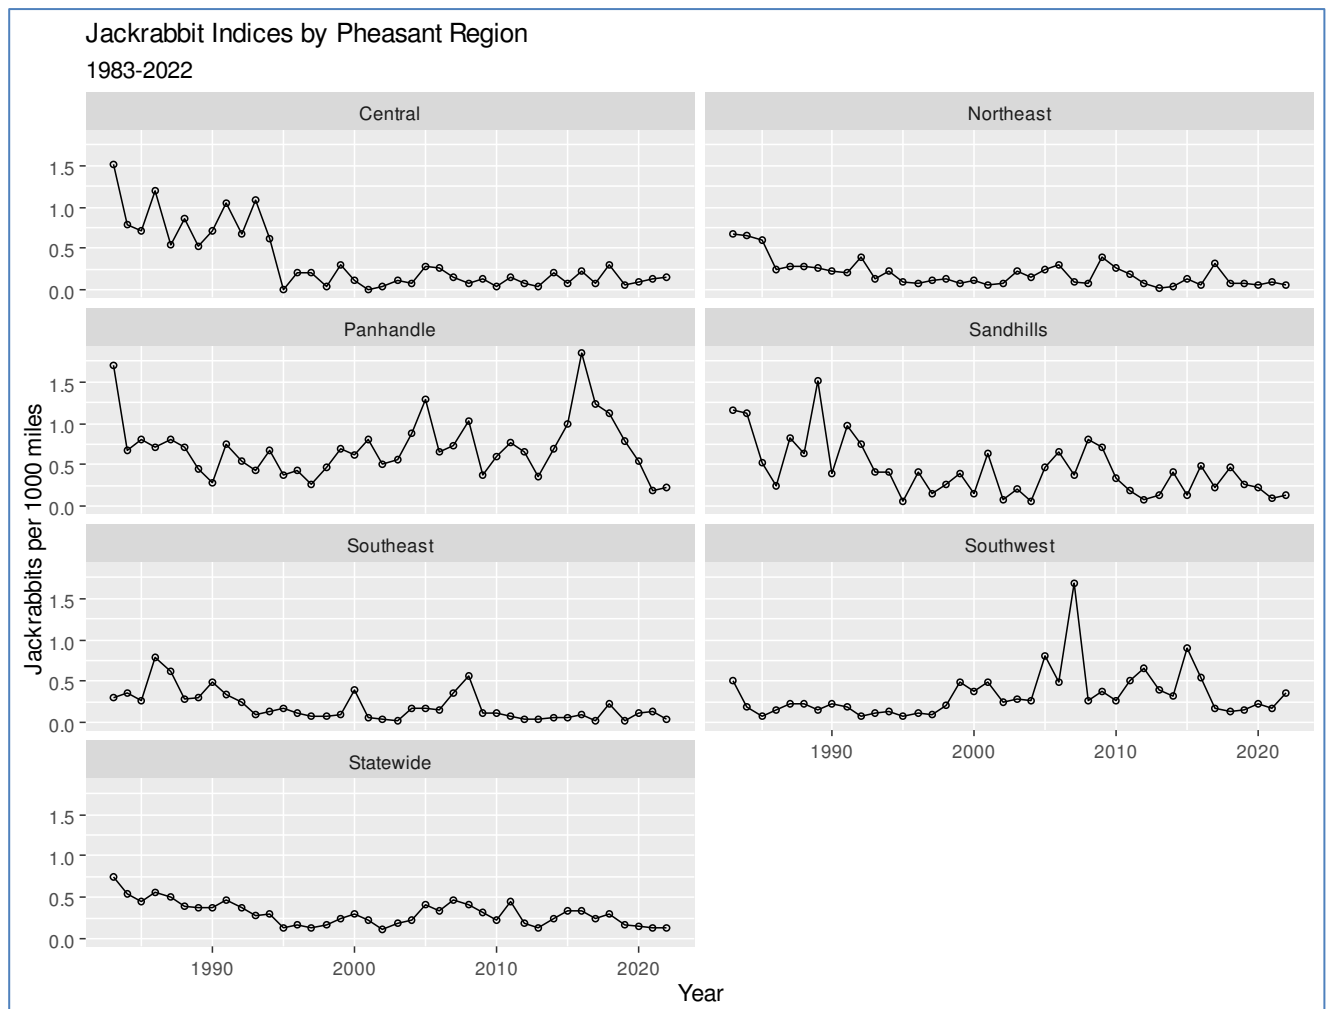 Jackrabbit Indices by Pheasant Region
1983-2022
Central
Northeast
1.5
1.0
0.5
0.0
Panhandle
Sandhills
1.5
1.0
0.5
0.0
Jackrabbits per 1000 miles
Southeast
Southwest
1.5
1.0
0.5
0.0
1990 2000 2010 2020
Statewide
1.5
1.0
0.5
0.0
1990 2000 2010 2020
Year